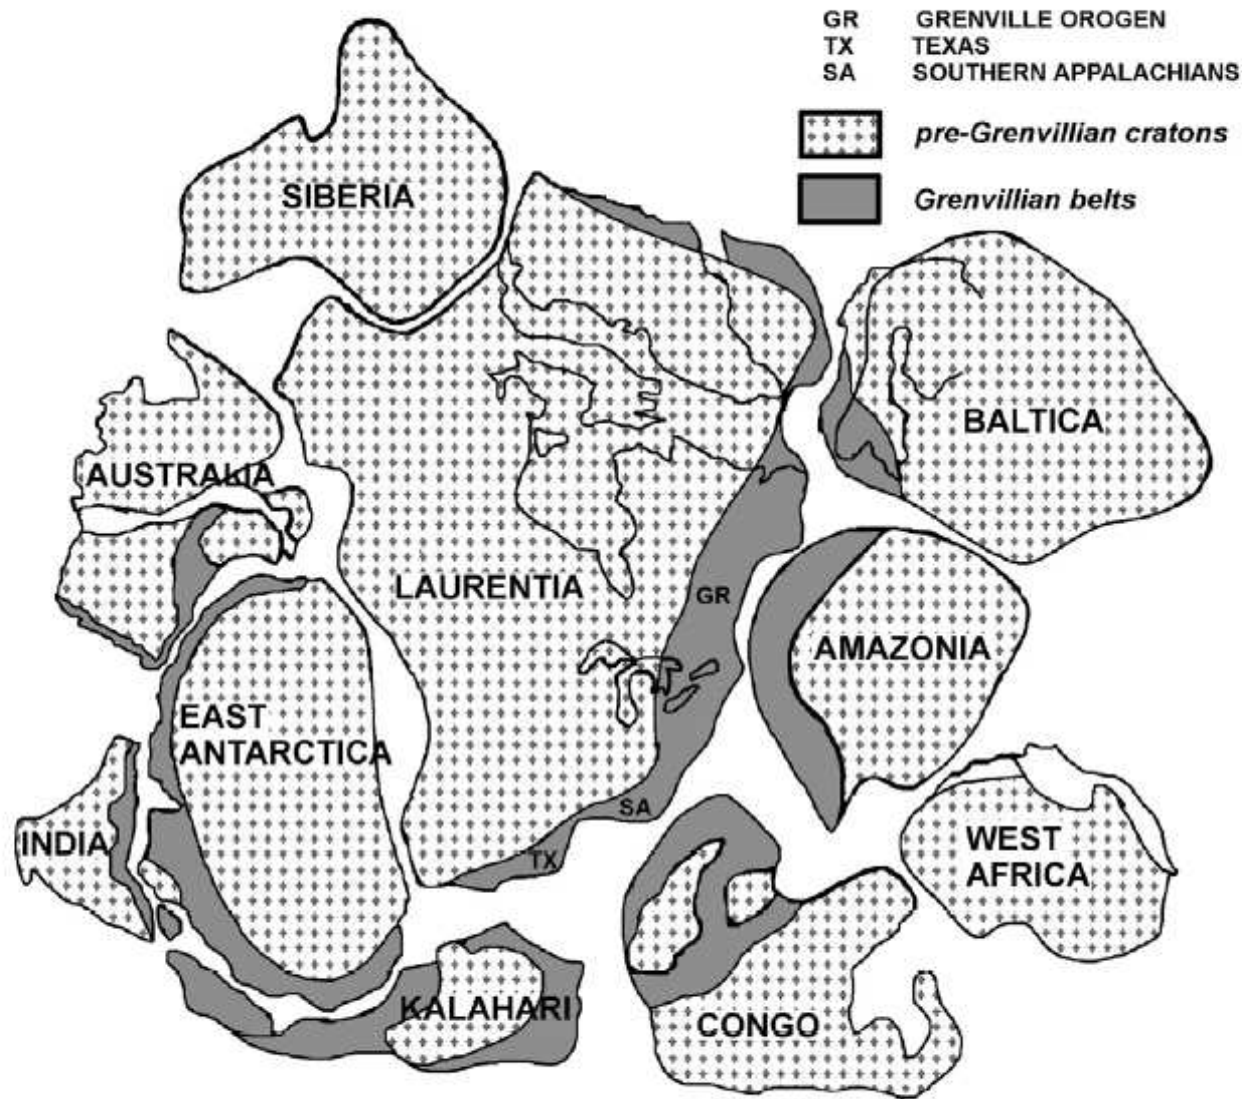 GR GRENVILLE OROGEN
TX TEXAS
SA SOUTHERN APPALACHIANS
pre-Grenvillian cratons
Grenvillian belts
SIBERIA
BALTICA
AUSTRALIA
LAURENTIA
GR
AMAZONIA
EAST
ANTARCTICA
SA
INDIA
TX
WEST
AFRICA
KALAHARI
CONGO